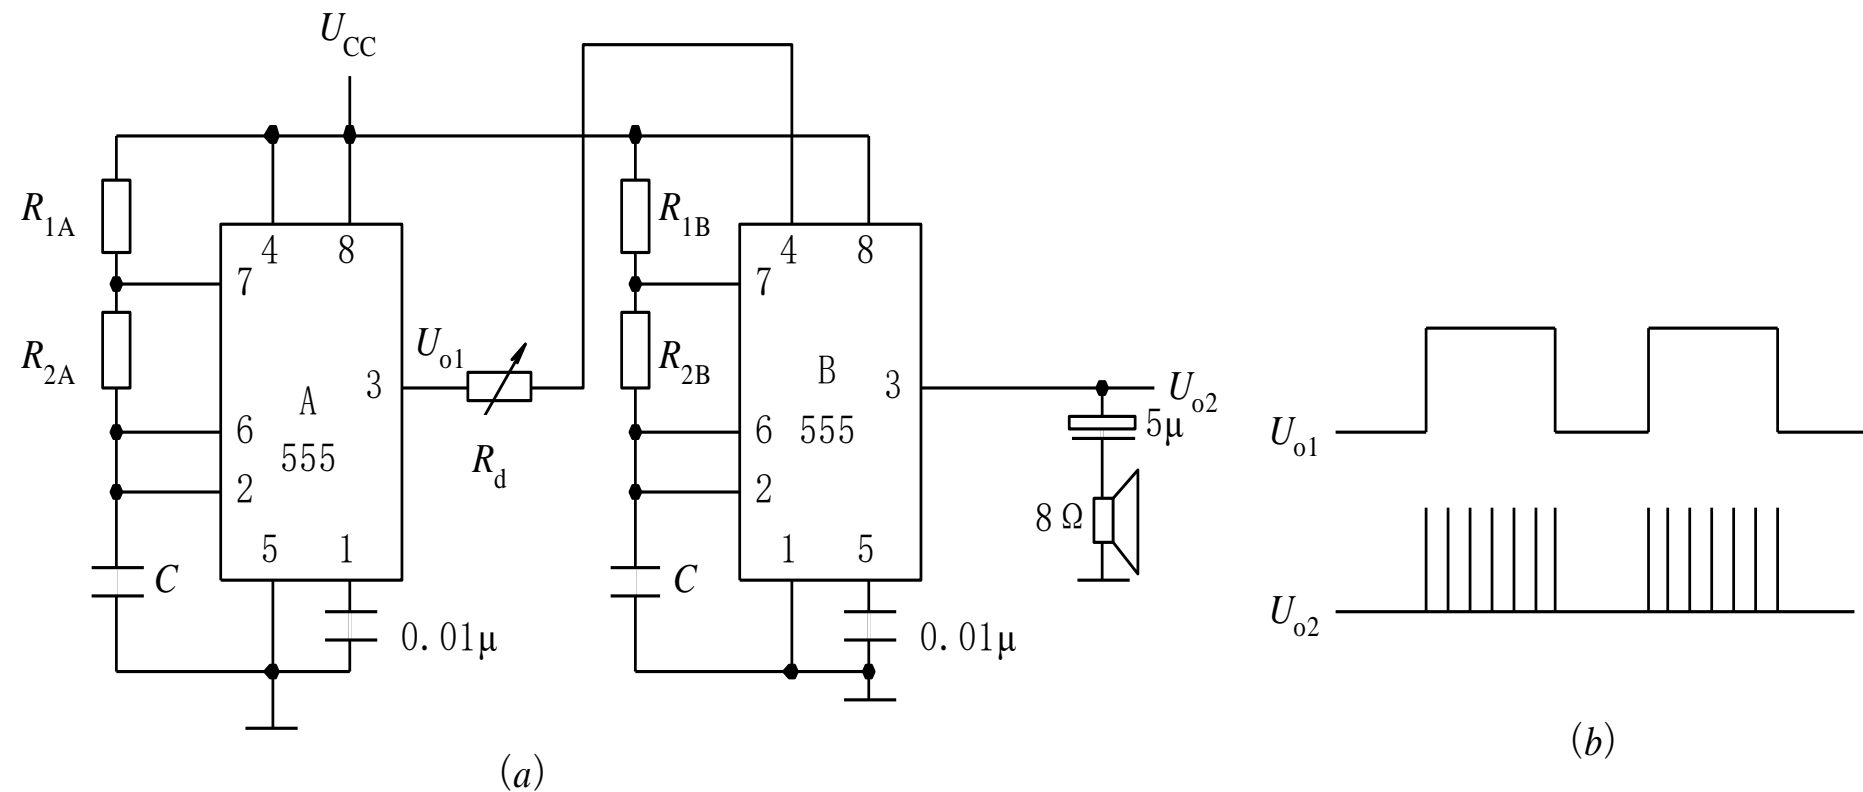 U_CC
R_1A
4 8
7
R_2A
A
555
3
6
2
5 1
C
0.01μ
U_o1
R_d
R_1B
4 8
7
R_2B
B
555
3
6
2
1 5
C
0.01μ
U_o2
5μ
8Ω
(a)
U_o1
U_o2
(b)